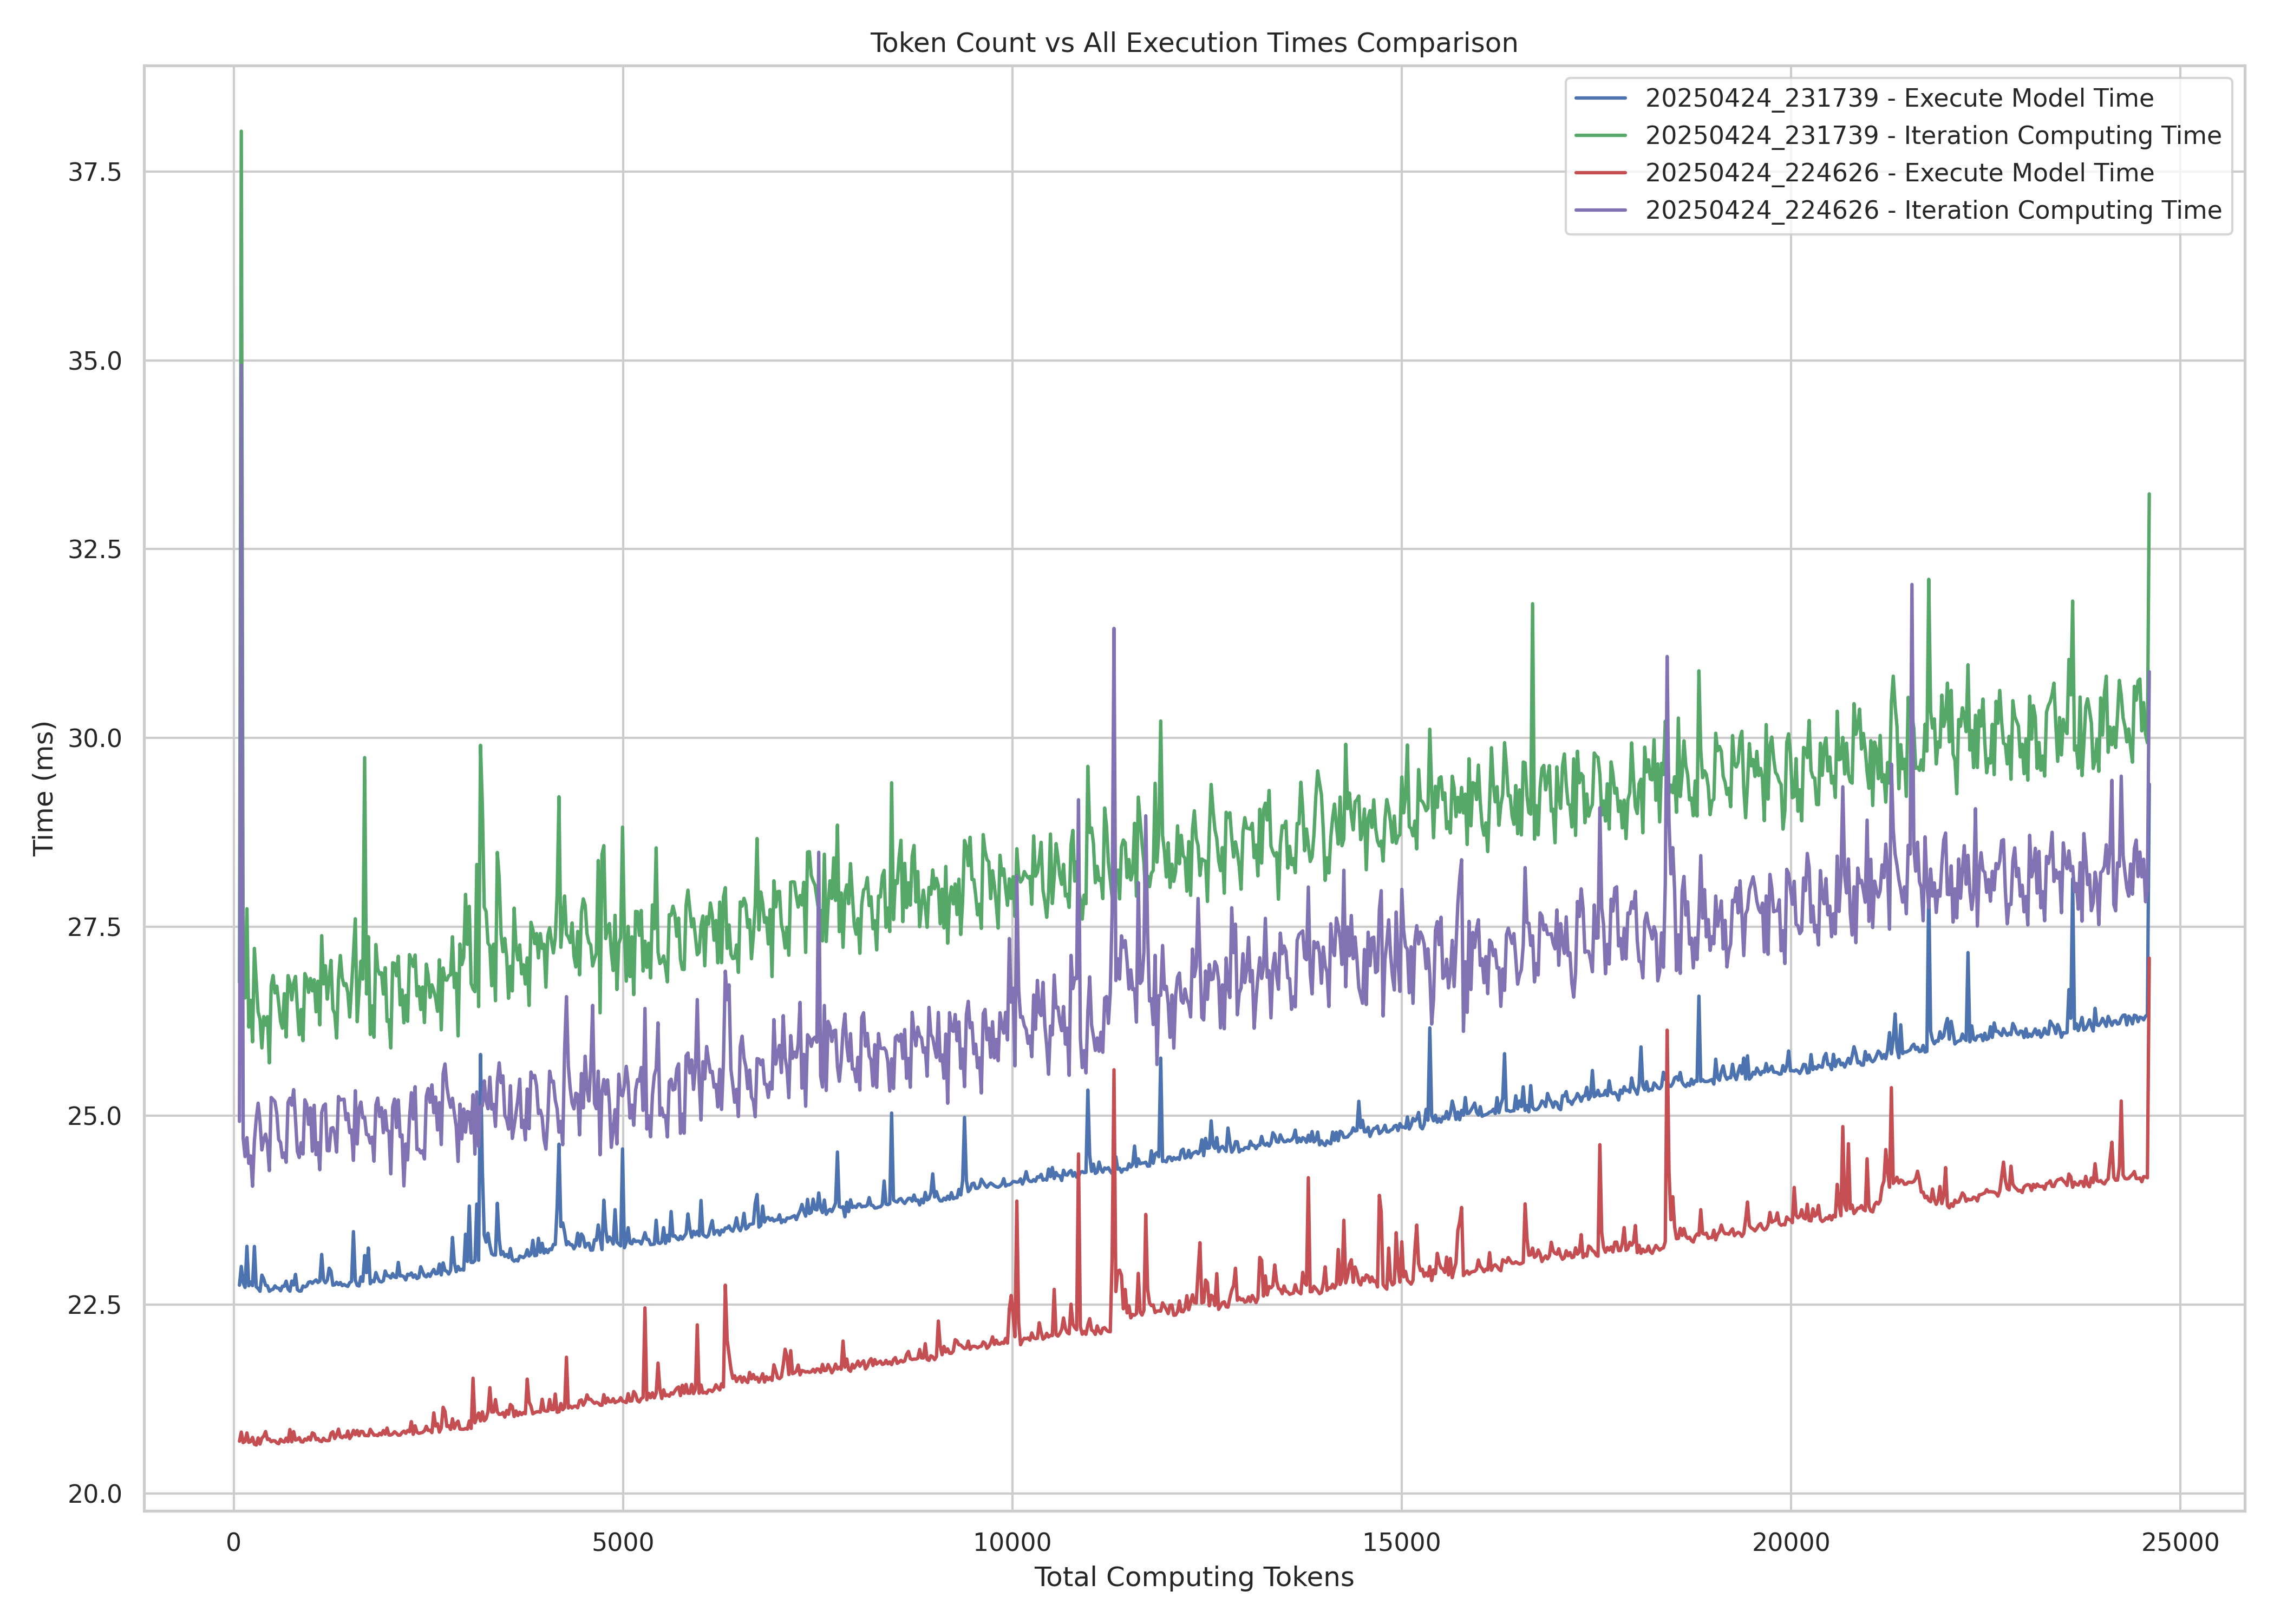 Token Count vs All Execution Times Comparison
20250424_231739 - Execute Model Time
20250424_231739 - Iteration Computing Time
20250424_224626 - Execute Model Time
20250424_224626 - Iteration Computing Time
37.5
35.0
32.5
30.0
27.5
25.0
22.5
20.0
Time (ms)
0 5000 10000 15000 20000 25000
Total Computing Tokens